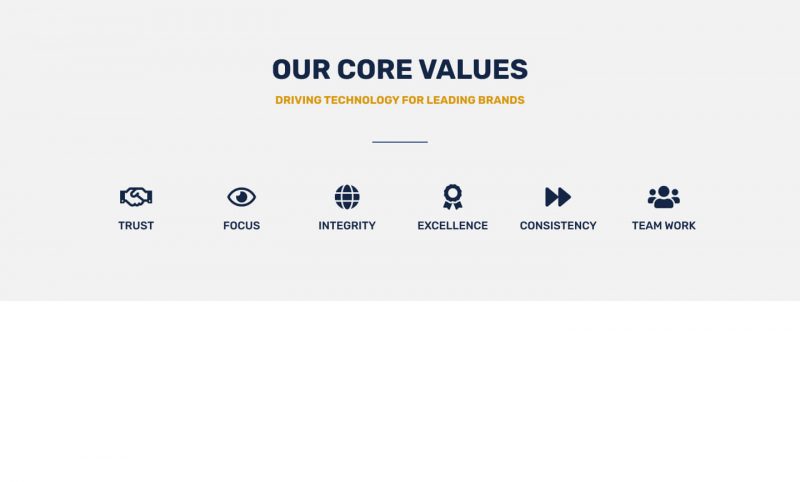 OUR CORE VALUES
DRIVING TECHNOLOGY FOR LEADING BRANDS
TRUST
FOCUS
INTEGRITY
EXCELLENCE
CONSISTENCY
TEAM WORK